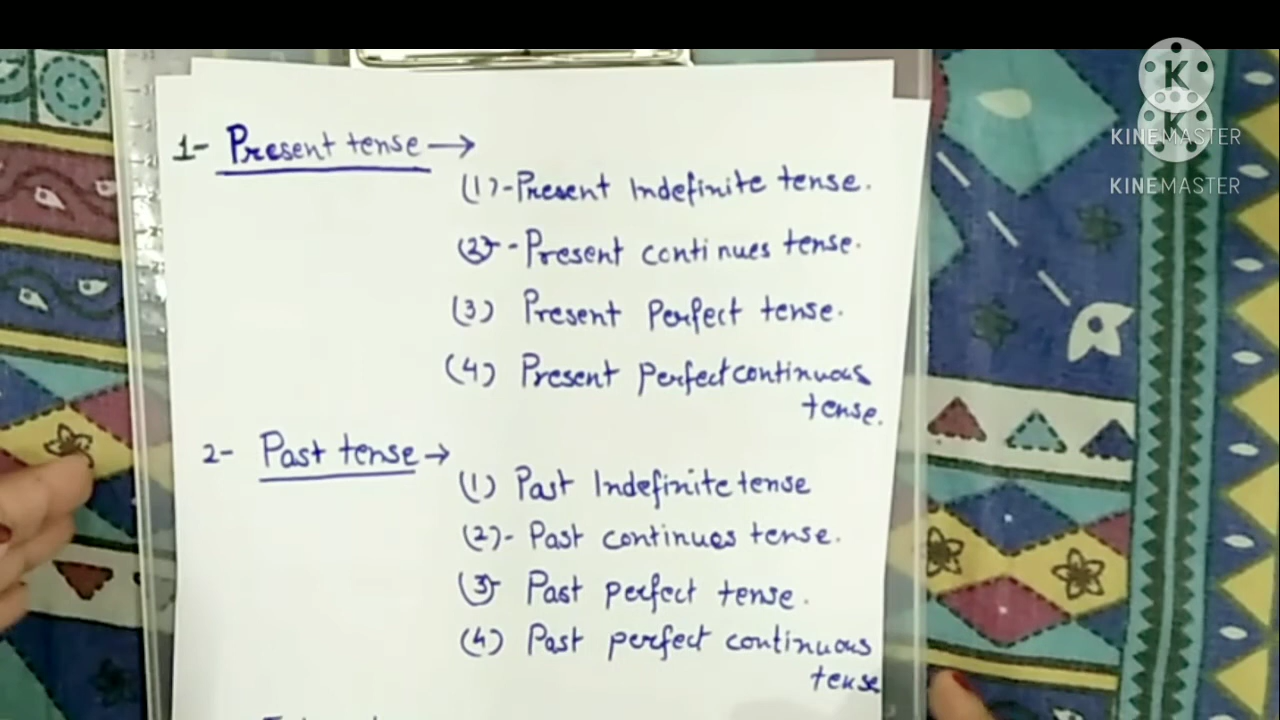 1- Present tense →
(1)-Present Indefinite tense.
(2)- -Present continues tense.
(3) Present Perfect tense.
(4) Present perfect continuous
tense.
2- Past tense →
(1) Past Indefinite tense
(2)- Past continues tense.
(3)- Past perfect tense.
(4) Past perfect continuous
tense
K
K
KINEMASTER
KINEMASTER